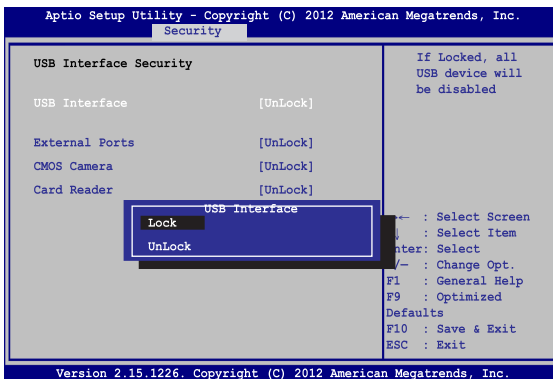 Aptio Setup Utility - Copyright (C) 2012 American Megatrends, Inc.
Security
USB Interface Security
USB Interface [UnLock]
External Ports [UnLock]
CMOS Camera [UnLock]
Card Reader [UnLock]
USB Interface
Lock
UnLock
If Locked, all
USB device will
be disabled
→← : Select Screen
↓ : Select Item
nter: Select
/— : Change Opt.
F1 : General Help
F9 : Optimized
Defaults
F10 : Save & Exit
ESC : Exit
Version 2.15.1226. Copyright (C) 2012 American Megatrends, Inc.